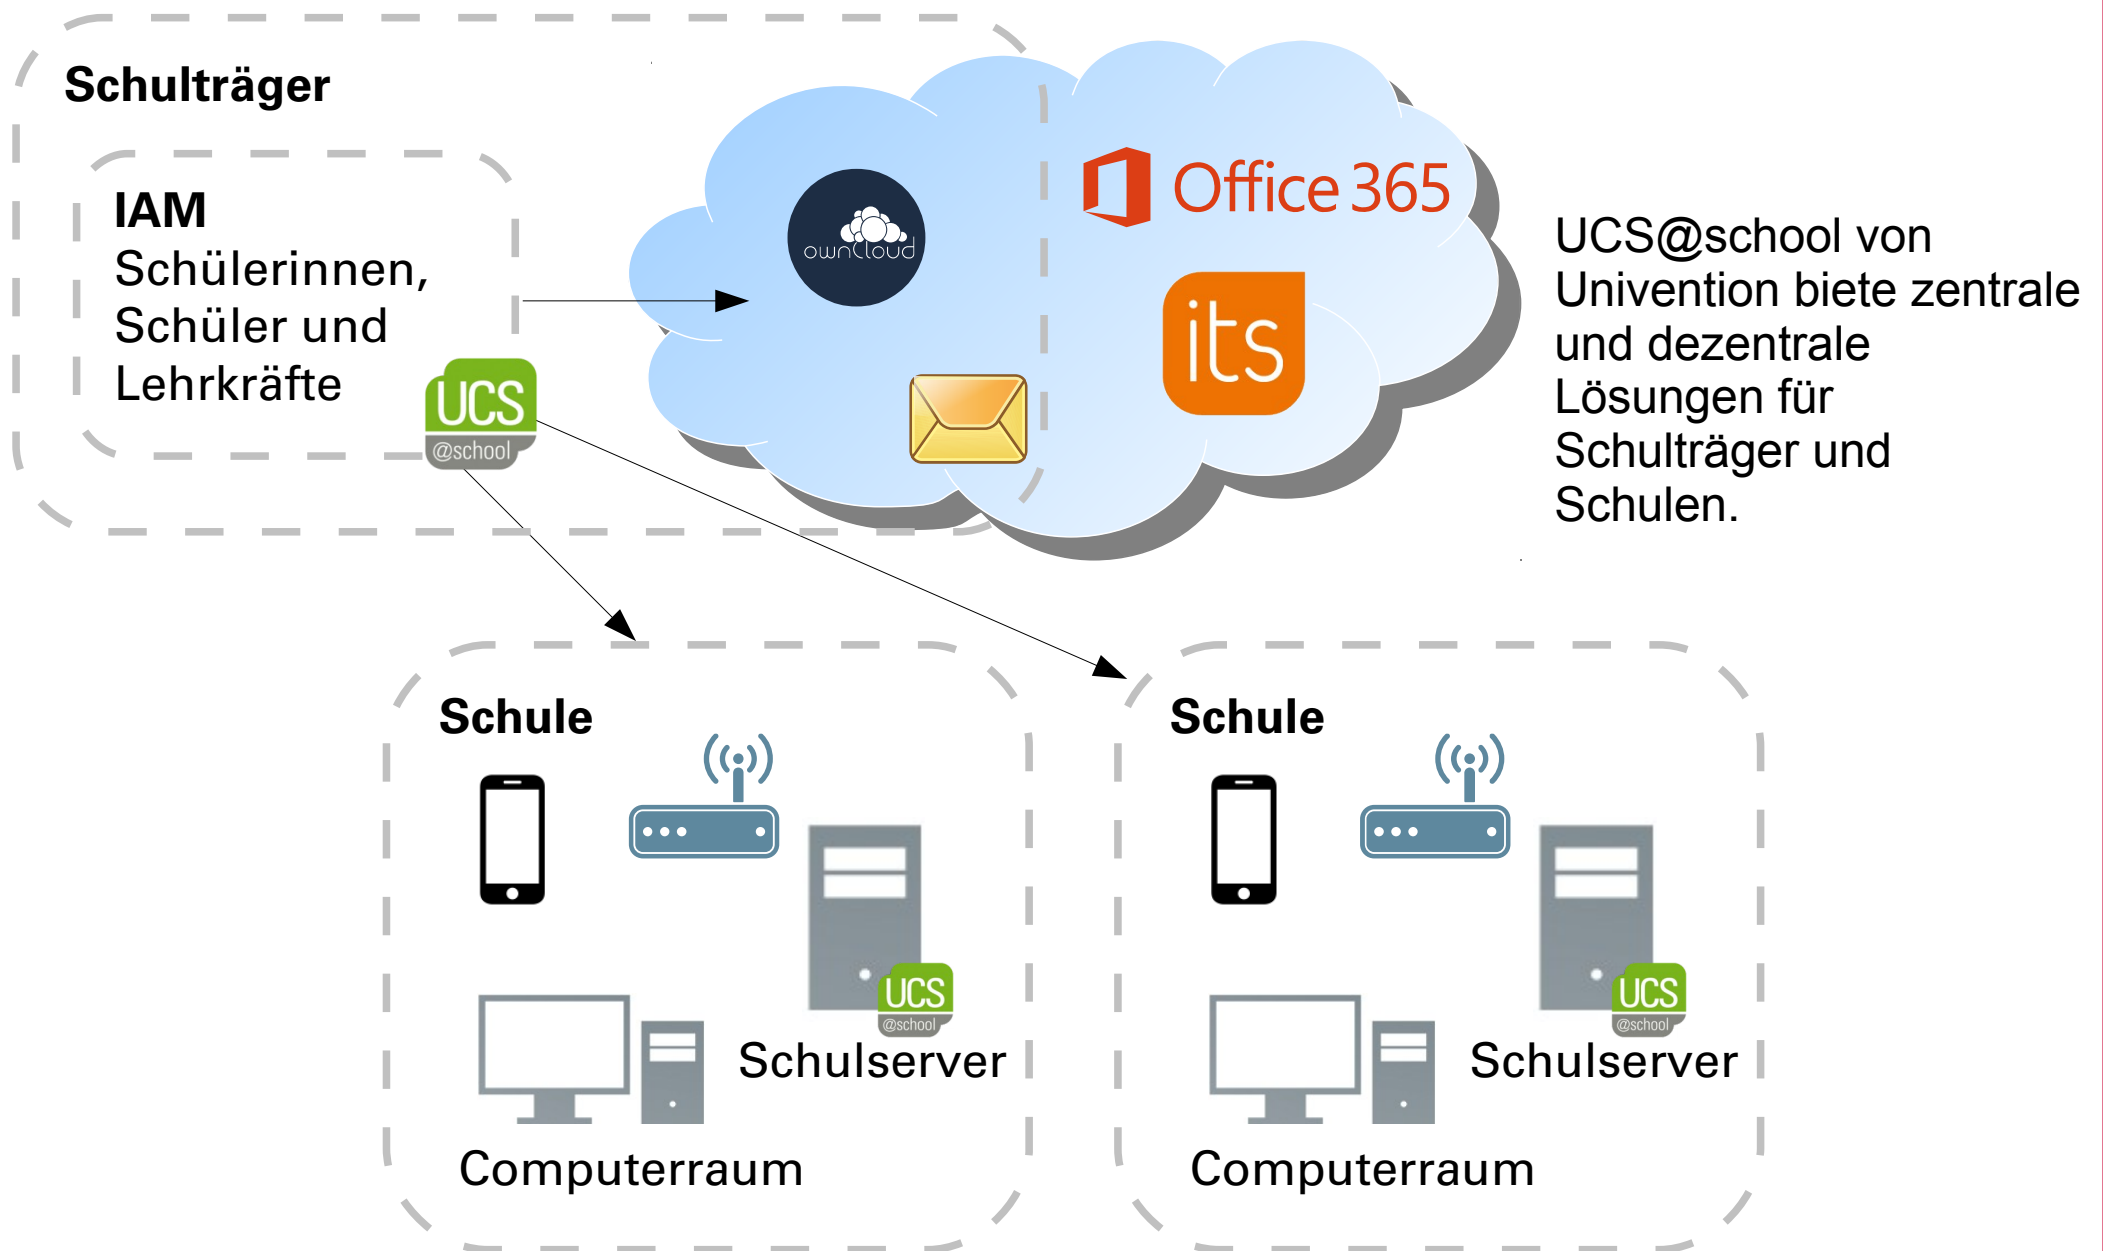 Schulträger
IAM
Schülerinnen,
Schüler und
Lehrkräfte
UCS
@school
ownCloud
Office 365
its
UCS@school von
Univention biete zentrale
und dezentrale
Lösungen für
Schulträger und
Schulen.
Schule
UCS
@school
Schulserver
Computerraum
Schule
UCS
@school
Schulserver
Computerraum